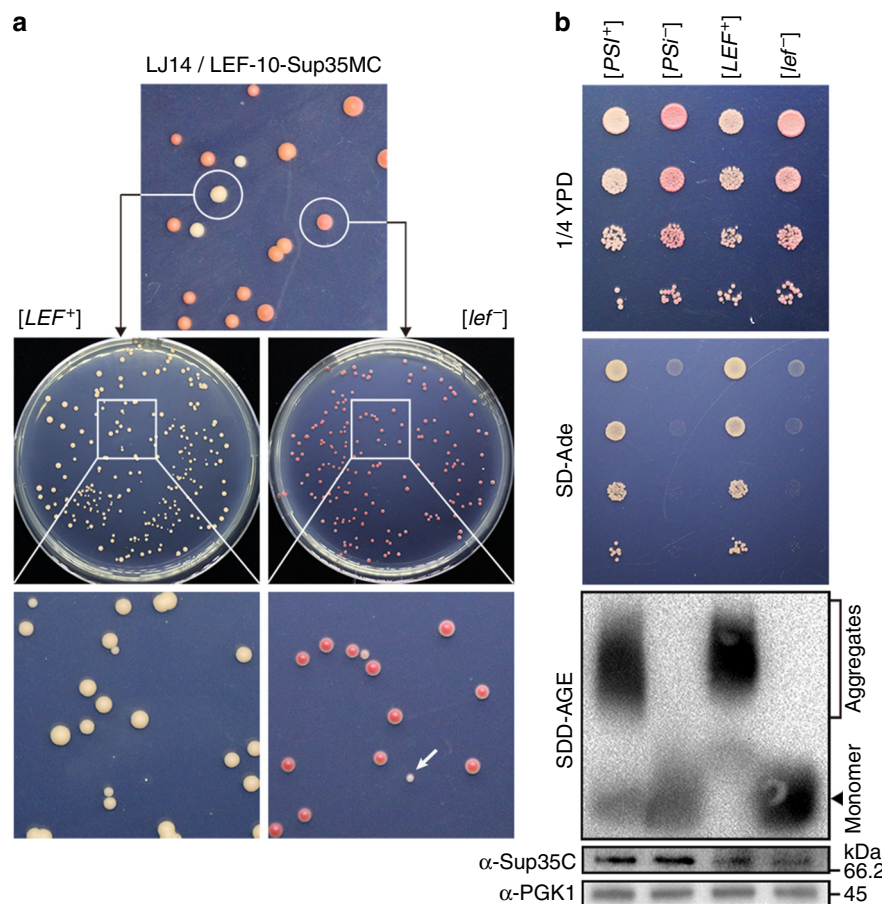 a
LJ14 / LEF-10-Sup35MC
[LEF⁺]
[lef⁻]
b
[PSI⁺]
[PSi⁻]
[LEF⁺]
[lef⁻]
1/4 YPD
SD-Ade
SDD-AGE
Aggregates
Monomer
α-Sup35C
kDa
66.2
α-PGK1
45